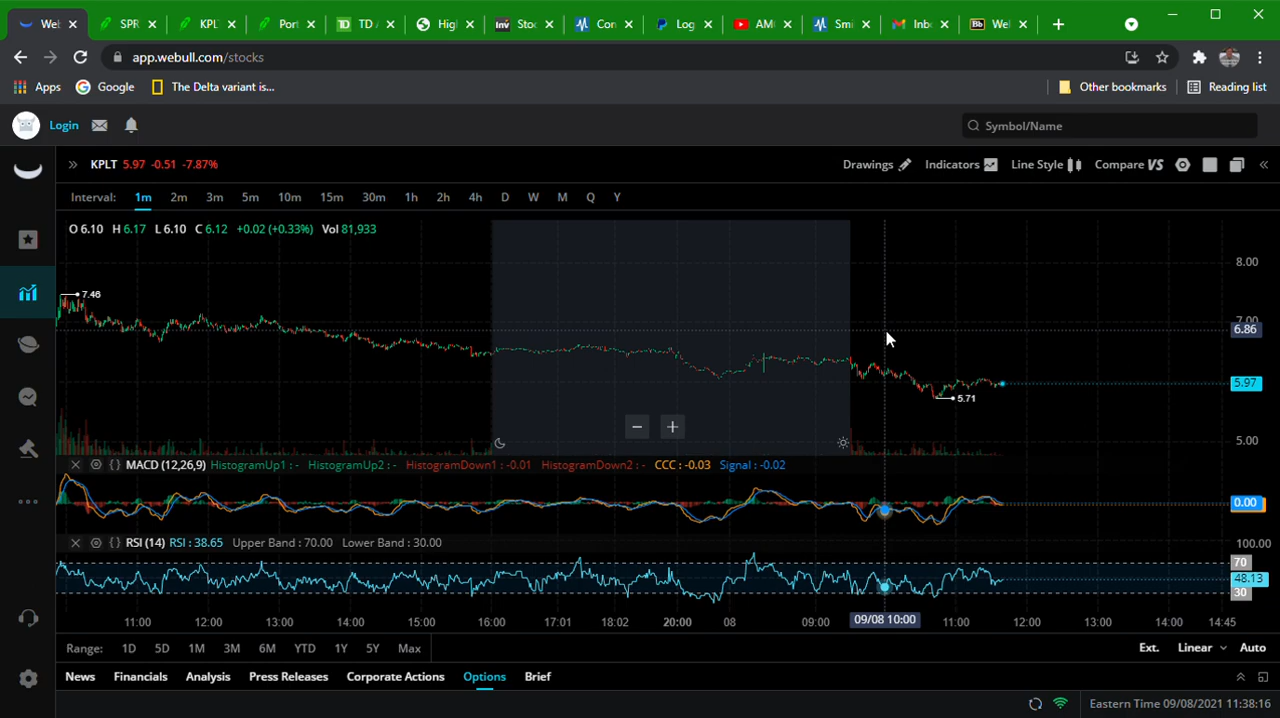 Wel SPR KPL Port TD / High Stoc Con Log AM Smi Inb Wel
app.webull.com/stocks
Apps Google The Delta variant is... Other bookmarks Reading list
Login Symbol/Name
KPLT 5.97 -0.51 -7.87% Drawings Indicators Line Style Compare VS
Interval: 1m 2m 3m 5m 10m 15m 30m 1h 2h 4h D W M Q Y
O 6.10 H 6.17 L 6.10 C 6.12 +0.02 (+0.33%) Vol 81,933
8.00
7.46
7.00
6.86
5.97
5.71
5.00
MACD (12,26,9) HistogramUp1 : - HistogramUp2 : - HistogramDown1 : -0.01 HistogramDown2 : - CCC : -0.03 Signal : -0.02
0.00
RSI (14) RSI : 38.65 Upper Band : 70.00 Lower Band : 30.00 100.00
70
48.13
30
11:00 12:00 13:00 14:00 15:00 16:00 17:01 18:02 20:00 08 09:00 09/08 10:00 11:00 12:00 13:00 14:00 14:45
Range: 1D 5D 1M 3M 6M YTD 1Y 5Y Max Ext. Linear Auto
News Financials Analysis Press Releases Corporate Actions Options Brief
Eastern Time 09/08/2021 11:38:16